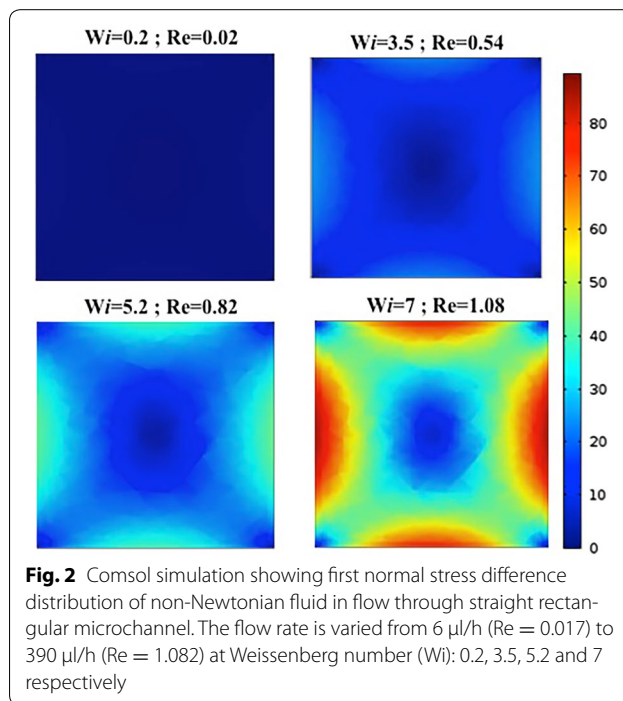 Wi=0.2 ; Re=0.02
Wi=3.5 ; Re=0.54
Wi=5.2 ; Re=0.82
Wi=7 ; Re=1.08
80
70
60
50
40
30
20
10
0
Fig. 2 Comsol simulation showing first normal stress difference
distribution of non-Newtonian fluid in flow through straight rectan-
gular microchannel. The flow rate is varied from 6 μl/h (Re = 0.017) to
390 μl/h (Re = 1.082) at Weissenberg number (Wi): 0.2, 3.5, 5.2 and 7
respectively